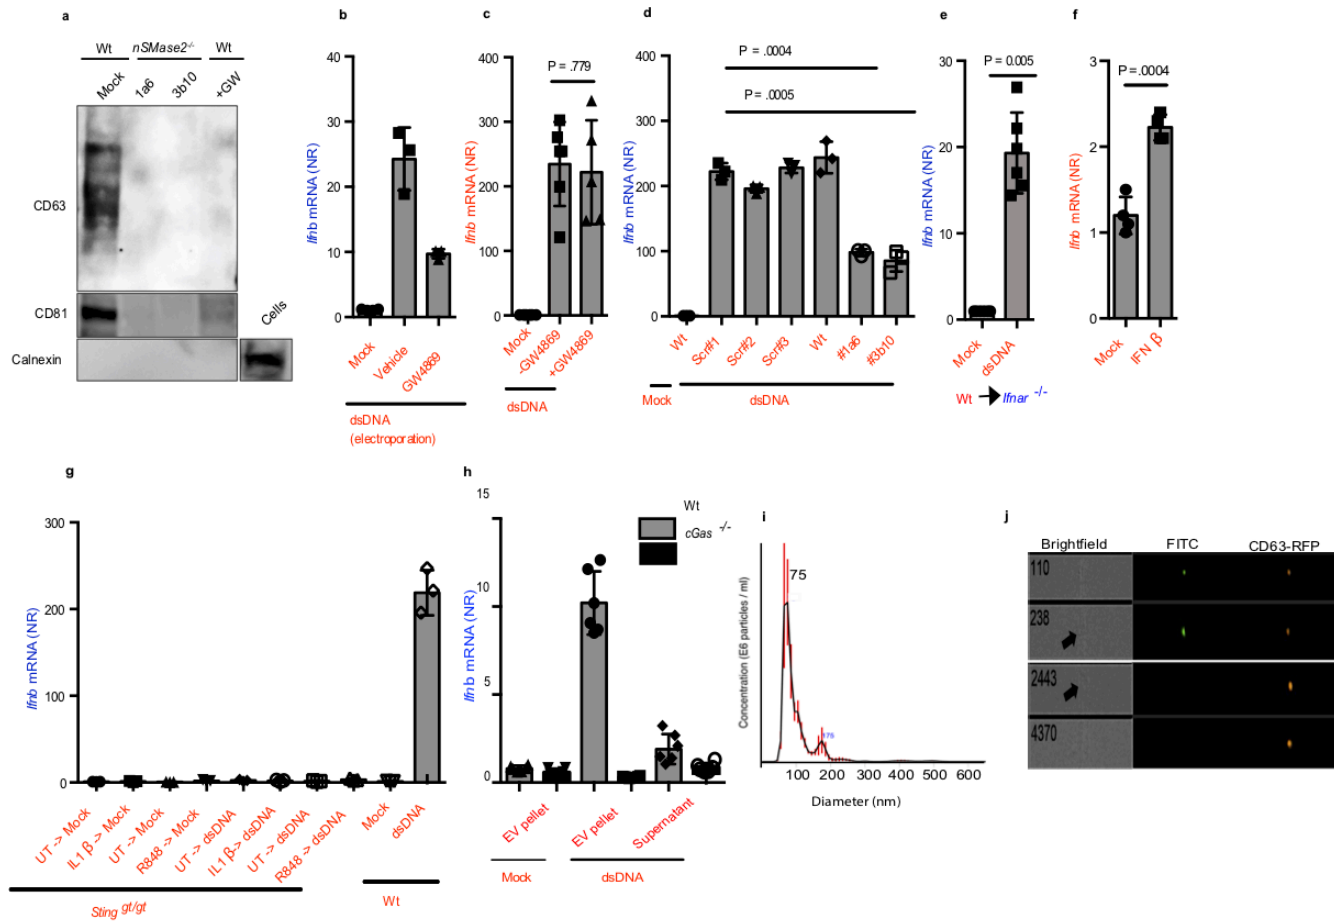 a
Wt nSMase2-/- Wt
Mock 1a6 3b10 +GW
CD63
CD81
Cells
Calnexin
b
40
30
20
10
0
Ifnb mRNA (NR)
Mock
Vehicle
GW4869
dsDNA
(electroporation)
c
400
300
200
100
0
Ifnb mRNA (NR)
P = .779
Mock
-GW4869
+GW4869
dsDNA
d
400
300
200
100
0
Ifnb mRNA (NR)
P = .0004
P = .0005
Wt
Scr#1
Scr#2
Scr#3
Wt
#1a6
#3b10
Mock
dsDNA
e
30
20
10
0
Ifnb mRNA (NR)
P = 0.005
Mock
dsDNA
Wt Ifnar -/-
f
3
2
1
0
Ifnb mRNA (NR)
P =.0004
Mock
IFN β
g
300
200
100
0
Ifnb mRNA (NR)
UT -> Mock
IL1 β -> Mock
UT -> Mock
R848 -> Mock
UT -> dsDNA
IL1 β-> dsDNA
UT -> dsDNA
R848 -> dsDNA
Mock
dsDNA
Sting gt/gt
Wt
h
15
10
5
0
Ifnb mRNA (NR)
Wt
cGas -/-
EV pellet
EV pellet
Supernatant
Mock
dsDNA
i
Concentration (E6 particles / ml)
75
175
100 200 300 400 500 600
Diameter (nm)
j
Brightfield FITC CD63-RFP
110
238
2443
4370